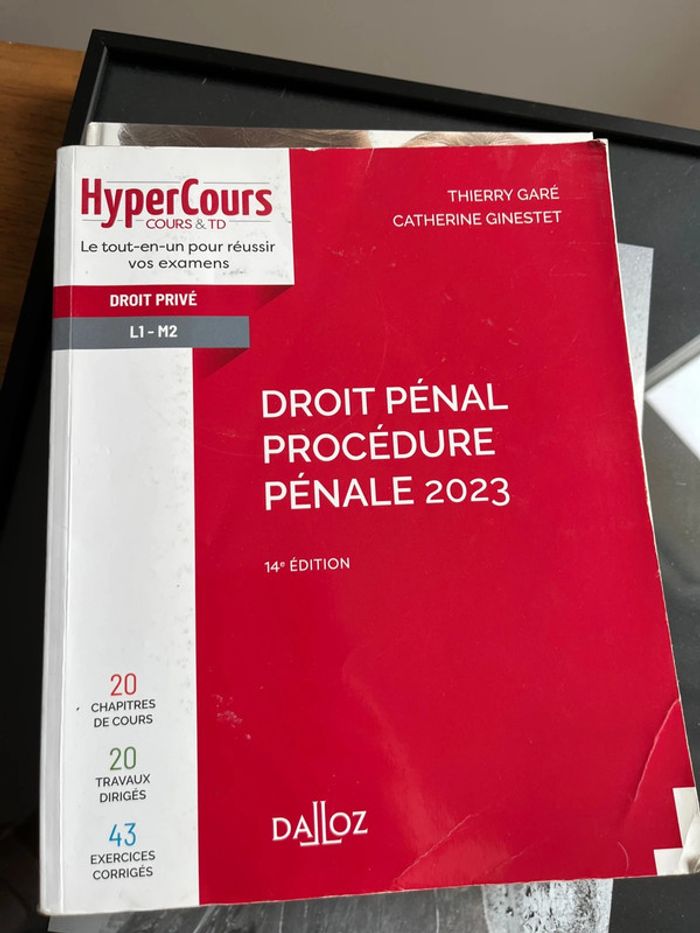 HyperCours
COURS & TD
Le tout-en-un pour réussir
vos examens
DROIT PRIVÉ
L1 - M2
THIERRY GARÉ
CATHERINE GINESTET
DROIT PÉNAL
PROCÉDURE
PÉNALE 2023
14e ÉDITION
20
CHAPITRES
DE COURS
20
TRAVAUX
DIRIGÉS
43
EXERCICES
CORRIGÉS
DALLOZ